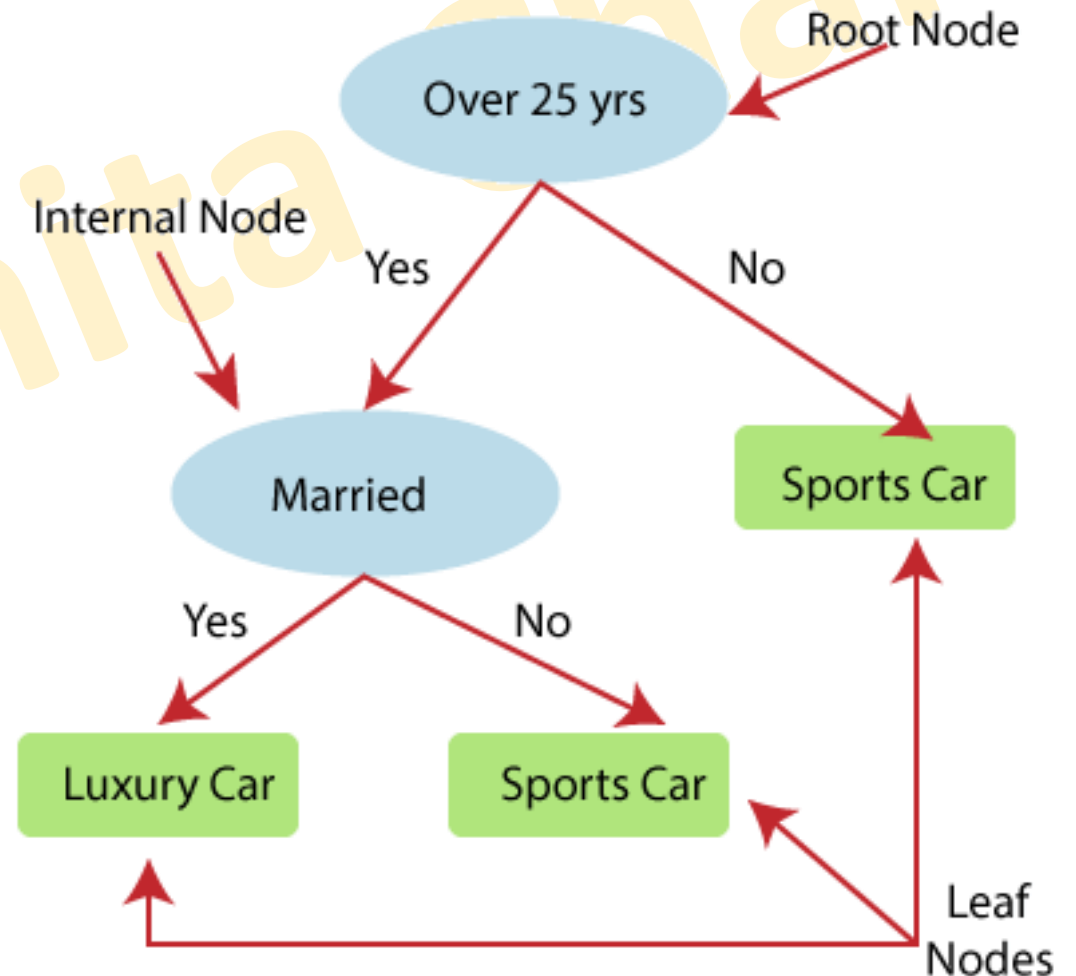 Root Node
Over 25 yrs
Internal Node
Yes
No
Married
Sports Car
Yes
No
Luxury Car
Sports Car
Leaf
Nodes